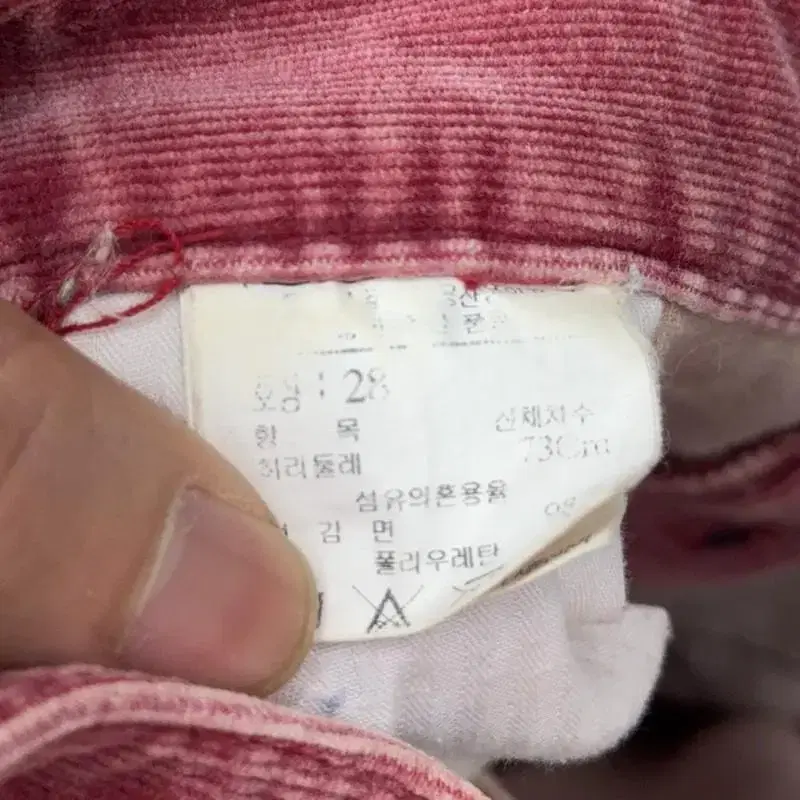 호칭 : 28
항 목 신체치수
허리둘레 73Cm
섬유의혼용율
겉 감 면 98
폴리우레탄